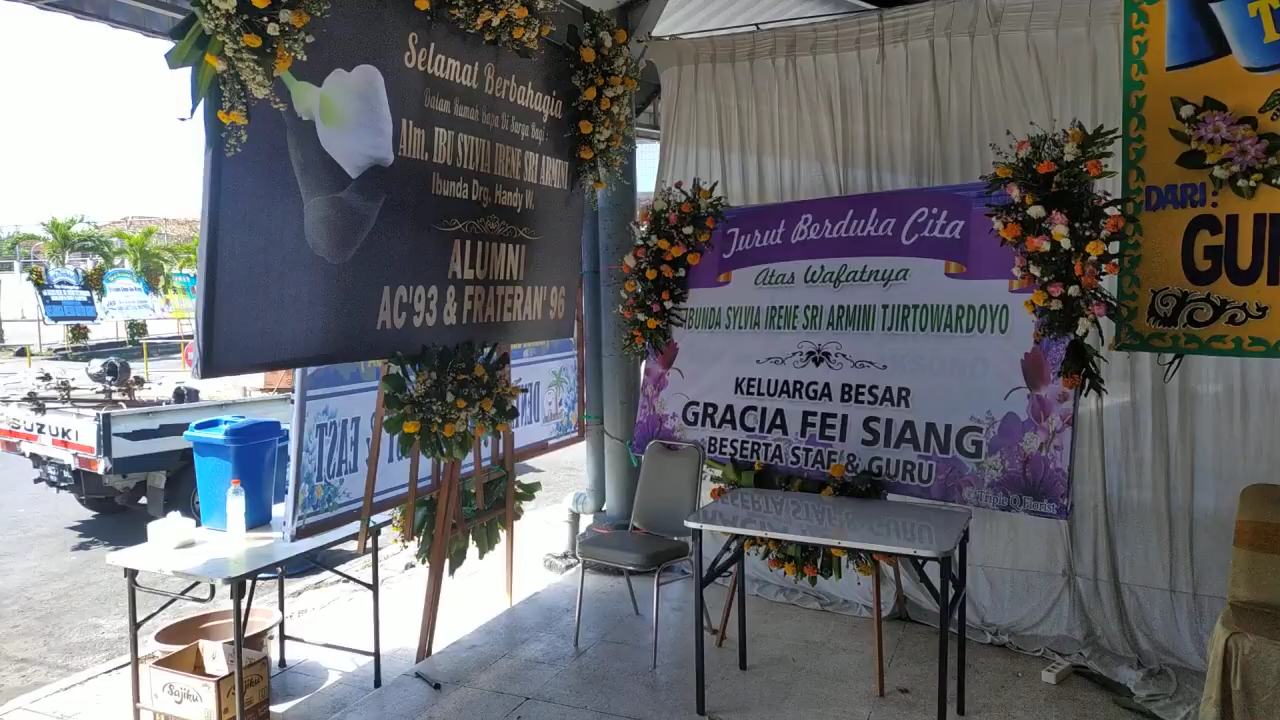 Selamat Berbahagia
Dalam Rumah Bapa Di Surga Bagi :
Alm. IBU SYLVIA IRENE SRI ARMINI
Ibunda Drg. Handy W.
ALUMNI
AC'93 & FRATERAN' 96
Turut Berduka Cita
Atas Wafatnya
IBUNDA SYLVIA IRENE SRI ARMINI TJIRTOWARDOYO
KELUARGA BESAR
GRACIA FEI SIANG
BESERTA STAF & GURU
Triple Q Florist
DARI :
GU
SUZUKI
EAST
Sajiku